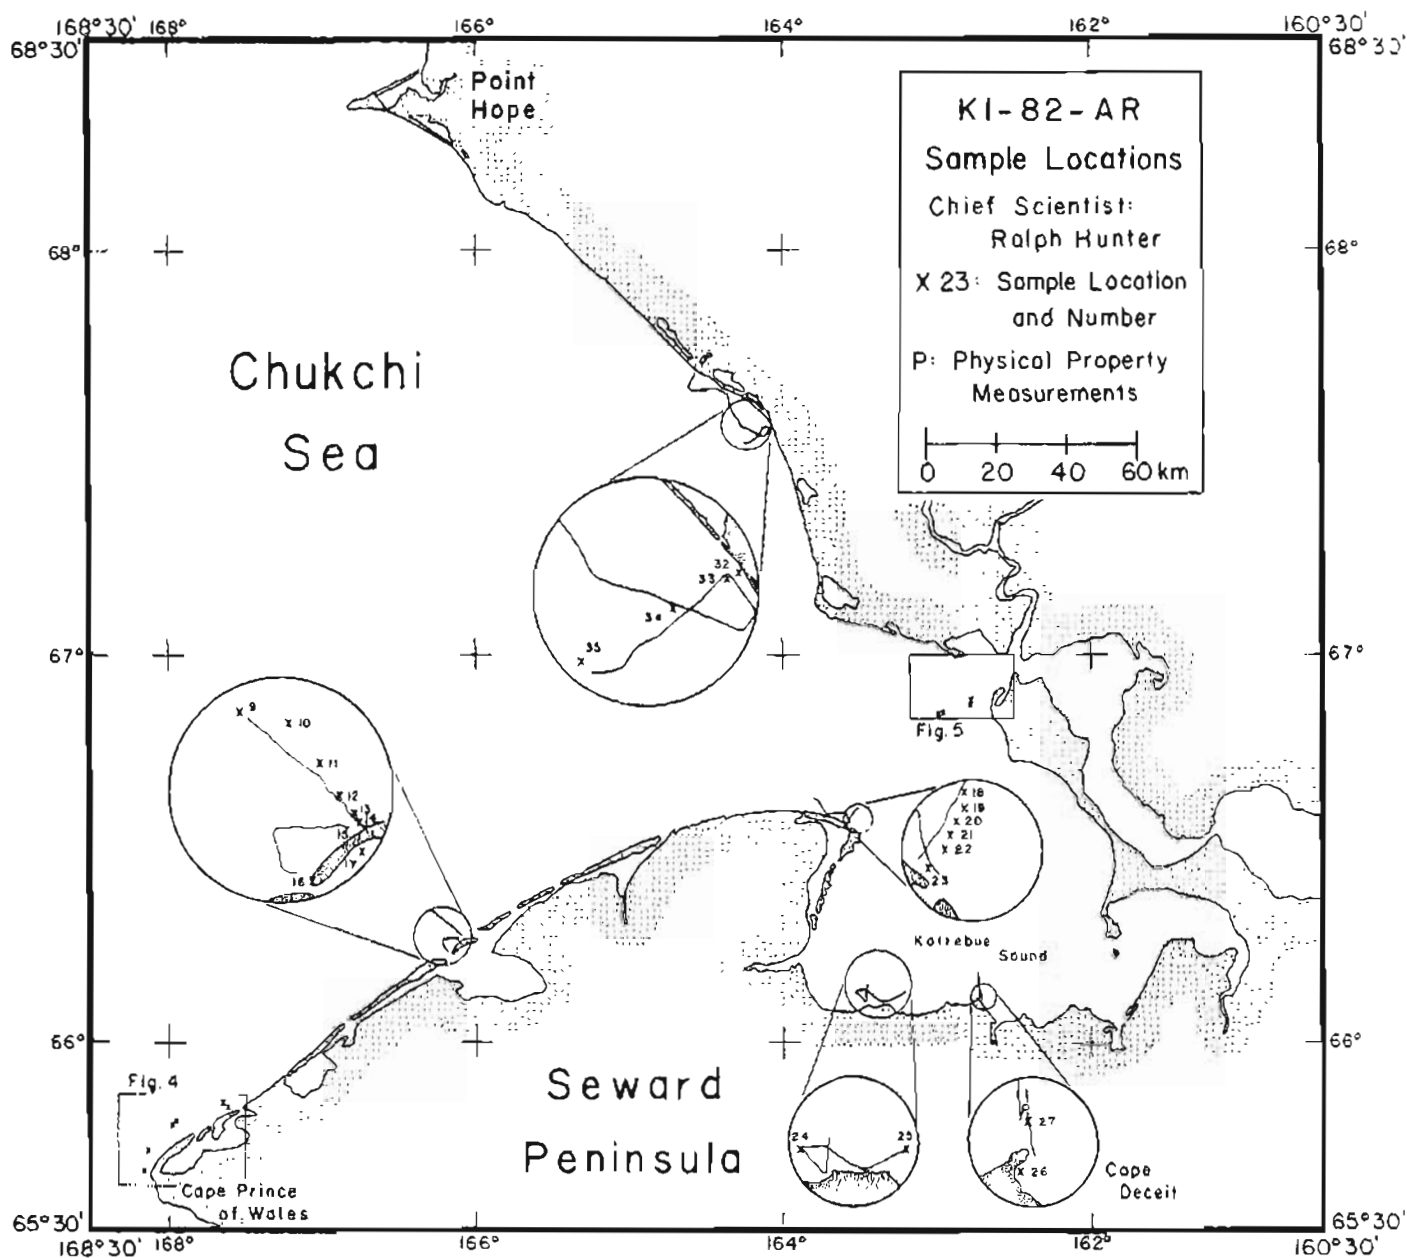 168°30' 168° 166° 164° 162° 160°30'
68°30' 68°30'
Point
Hope
KI-82-AR
Sample Locations
Chief Scientist:
Ralph Hunter
X 23: Sample Location
and Number
P: Physical Property
Measurements
0 20 40 60 km
68° 68°
Chukchi
Sea
32
33
34
35
67° 67°
Fig. 5
9
10
11
12
13
14
15
17
16
18
19
20
21
22
23
Kotzebue
Sound
66° 66°
Fig. 4
Seward
Peninsula
24 25
27
26
Cape
Deceit
Cape Prince
of Wales
65°30' 65°30'
168°30' 168° 166° 164° 162° 160°30'